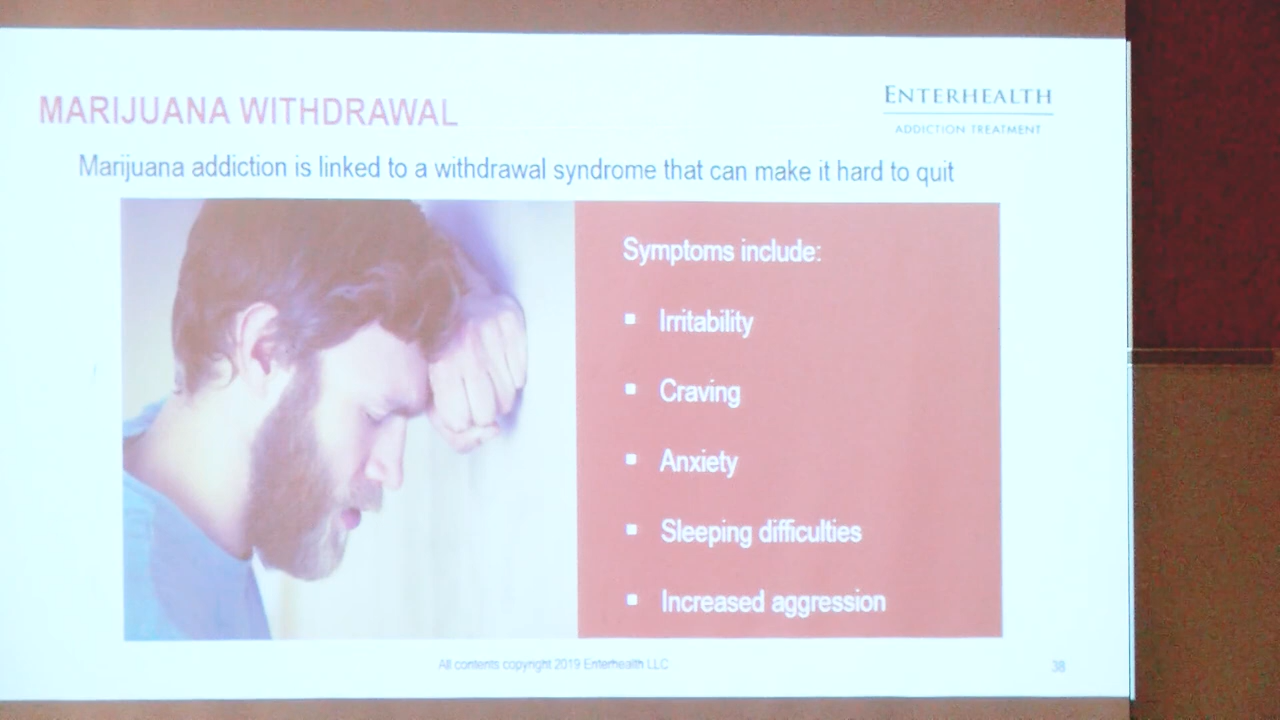 MARIJUANA WITHDRAWAL
ENTERHEALTH
ADDICTION TREATMENT
Marijuana addiction is linked to a withdrawal syndrome that can make it hard to quit
Symptoms include:
▪ Irritability
▪ Craving
▪ Anxiety
▪ Sleeping difficulties
▪ Increased aggression
All contents copyright 2019 Enterhealth LLC
38